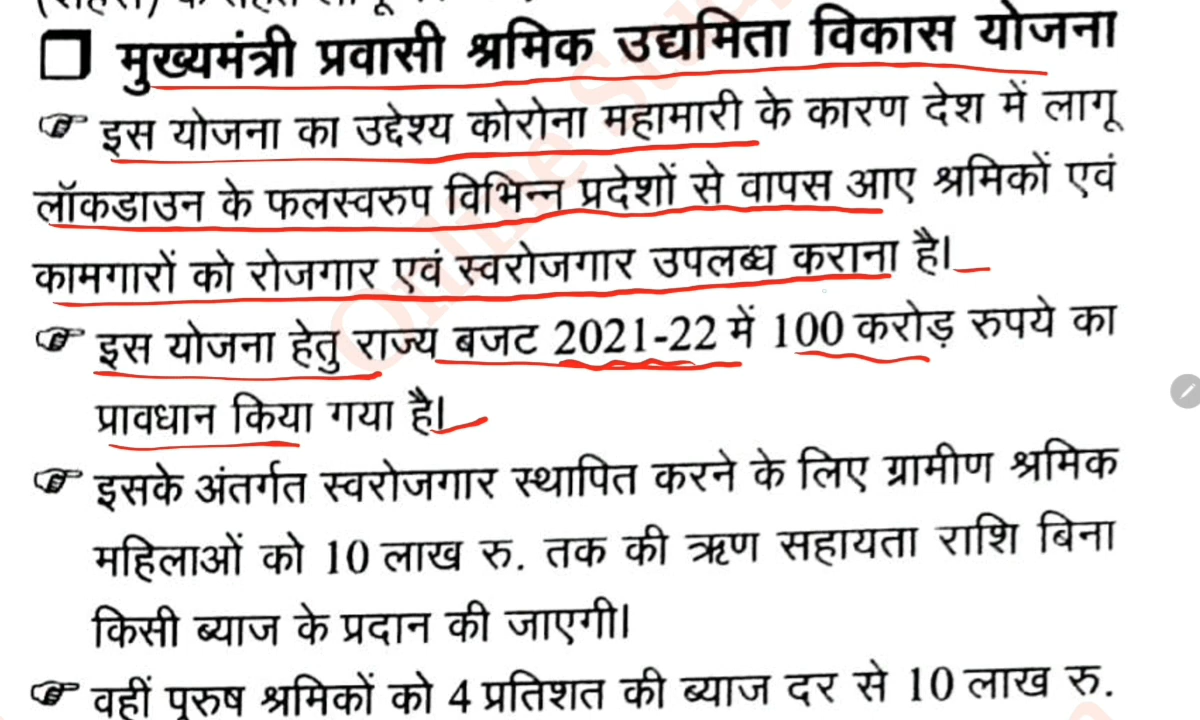 मुख्यमंत्री प्रवासी श्रमिक उद्यमिता विकास योजना
इस योजना का उद्देश्य कोरोना महामारी के कारण देश में लागू
लॉकडाउन के फलस्वरुप विभिन्न प्रदेशों से वापस आए श्रमिकों एवं
कामगारों को रोजगार एवं स्वरोजगार उपलब्ध कराना है।
इस योजना हेतु राज्य बजट 2021-22 में 100 करोड़ रुपये का
प्रावधान किया गया है।
इसके अंतर्गत स्वरोजगार स्थापित करने के लिए ग्रामीण श्रमिक
महिलाओं को 10 लाख रु. तक की ऋण सहायता राशि बिना
किसी ब्याज के प्रदान की जाएगी।
वहीं पुरुष श्रमिकों को 4 प्रतिशत की ब्याज दर से 10 लाख रु.
Online